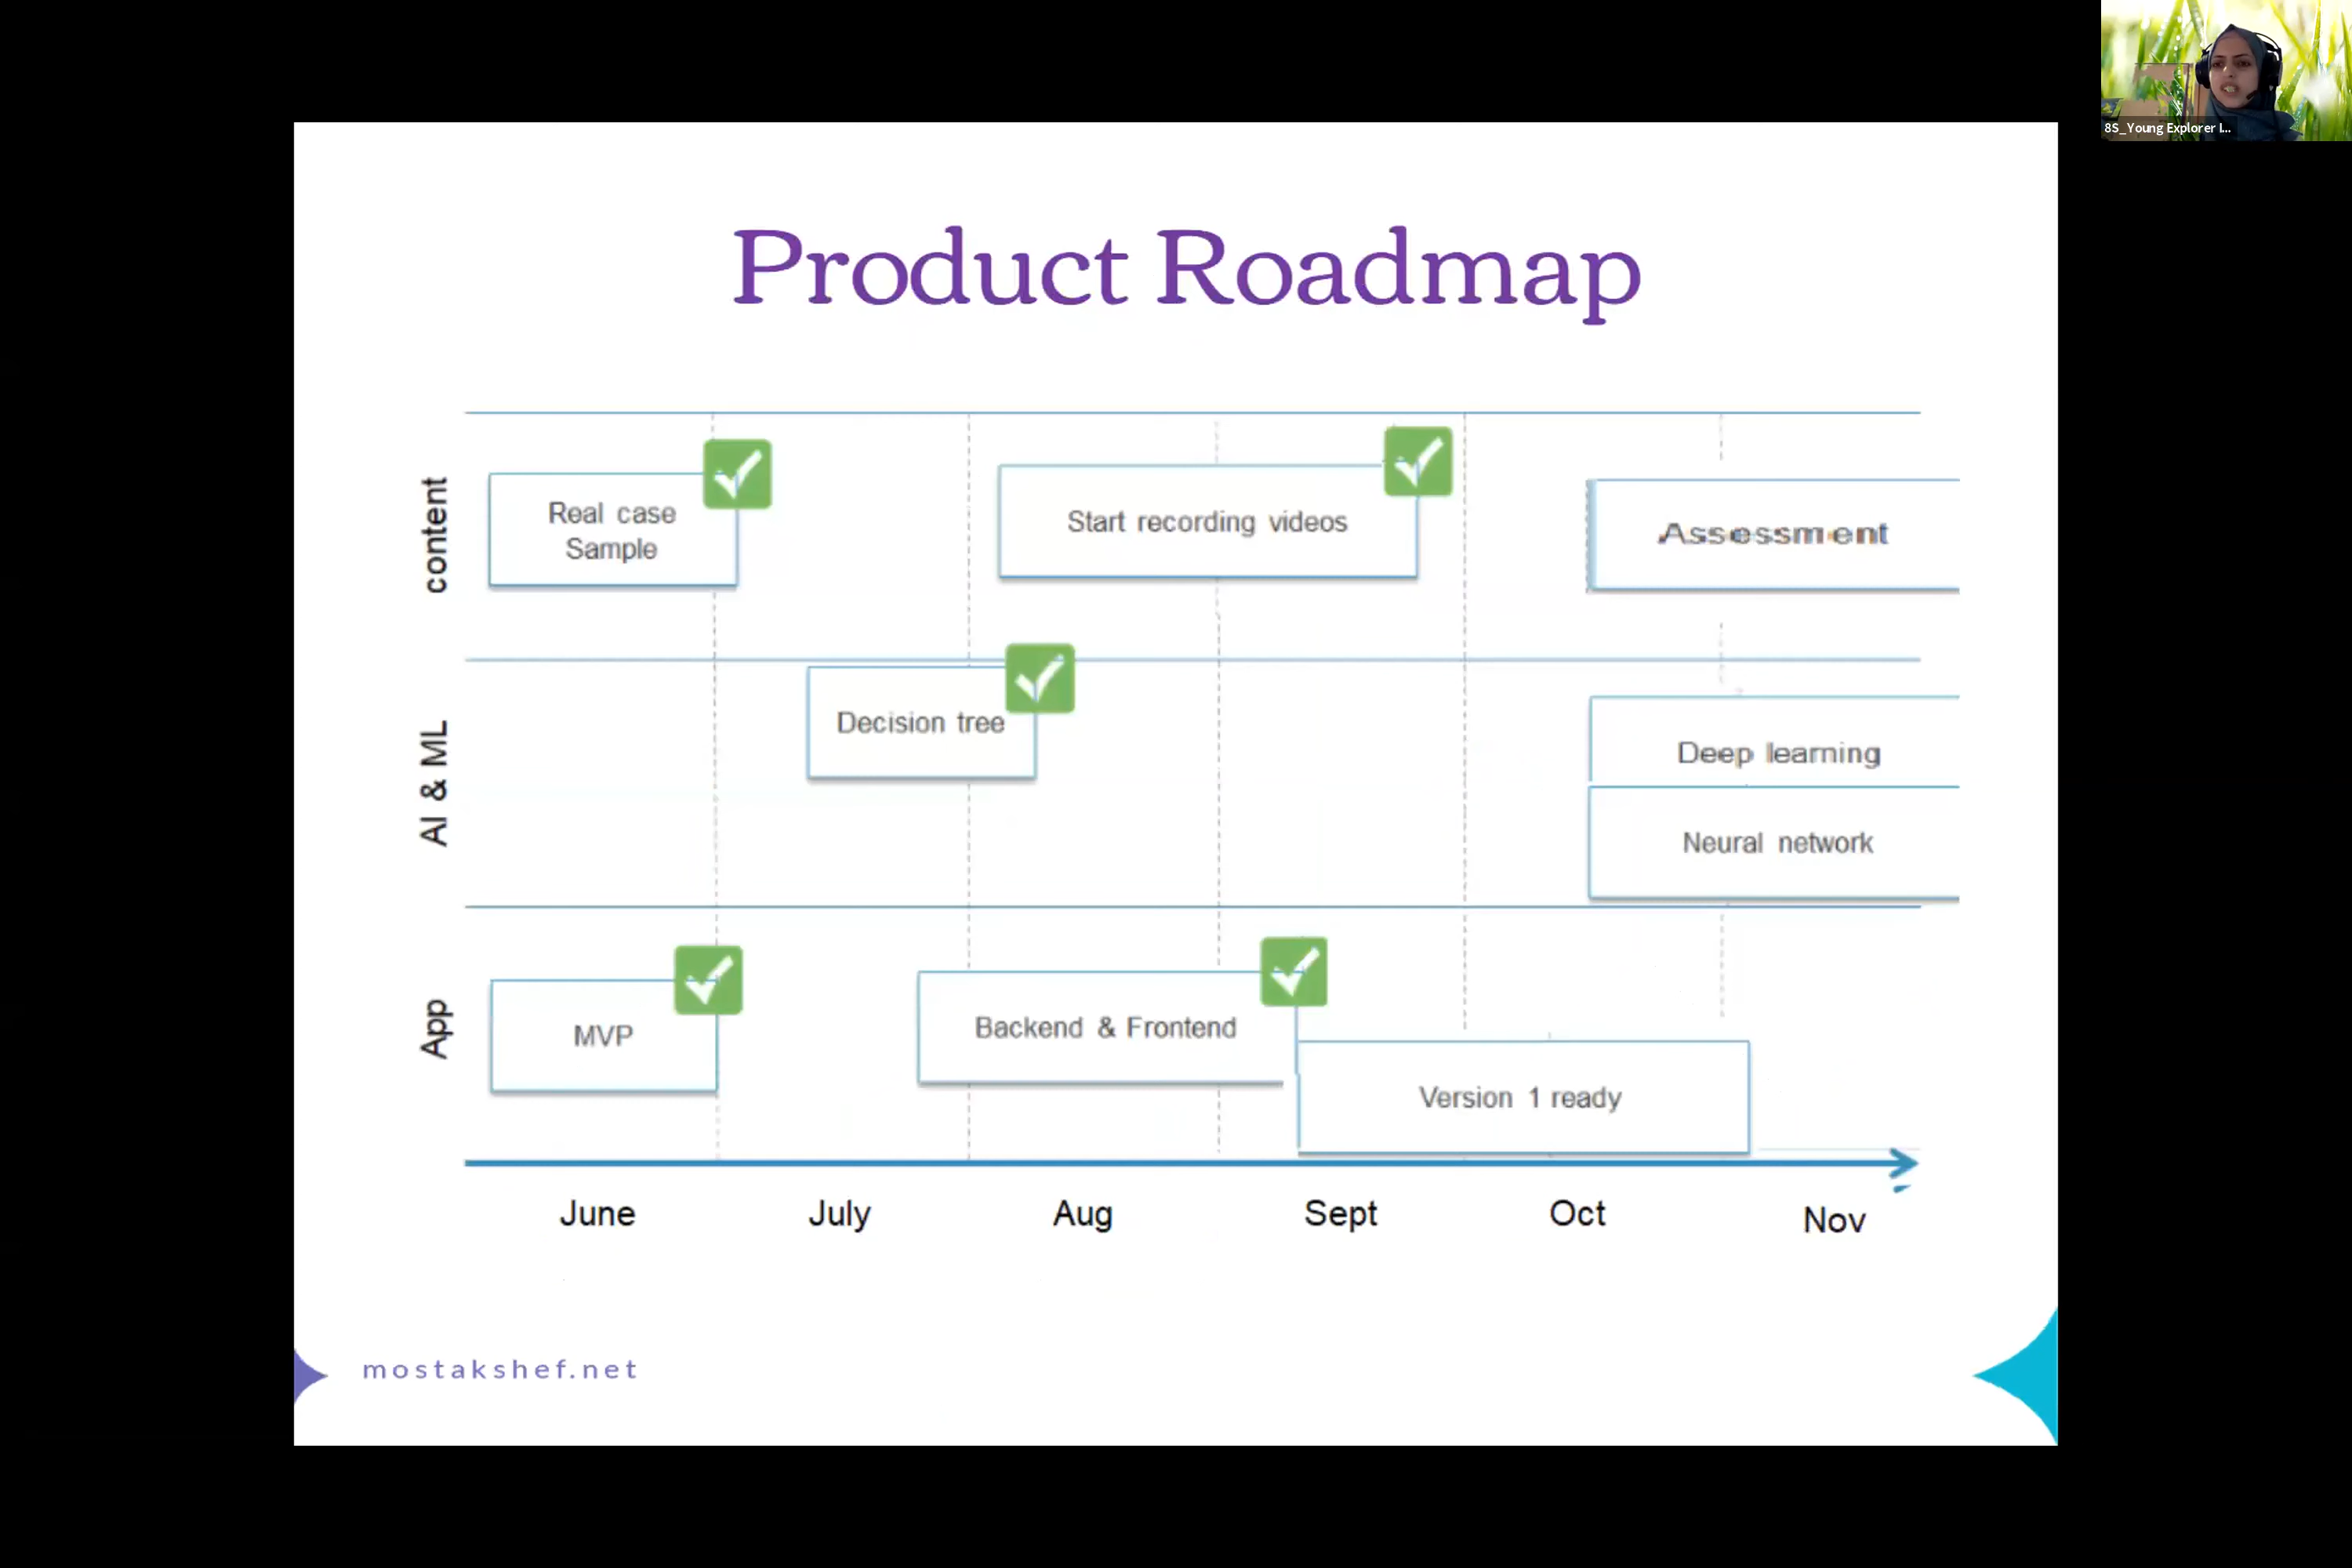 8S_Young Explorer I...
Product Roadmap
content
Real case
Sample
Start recording videos
Assessment
AI & ML
Decision tree
Deep learning
Neural network
App
MVP
Backend & Frontend
Version 1 ready
June
July
Aug
Sept
Oct
Nov
mostakshef.net